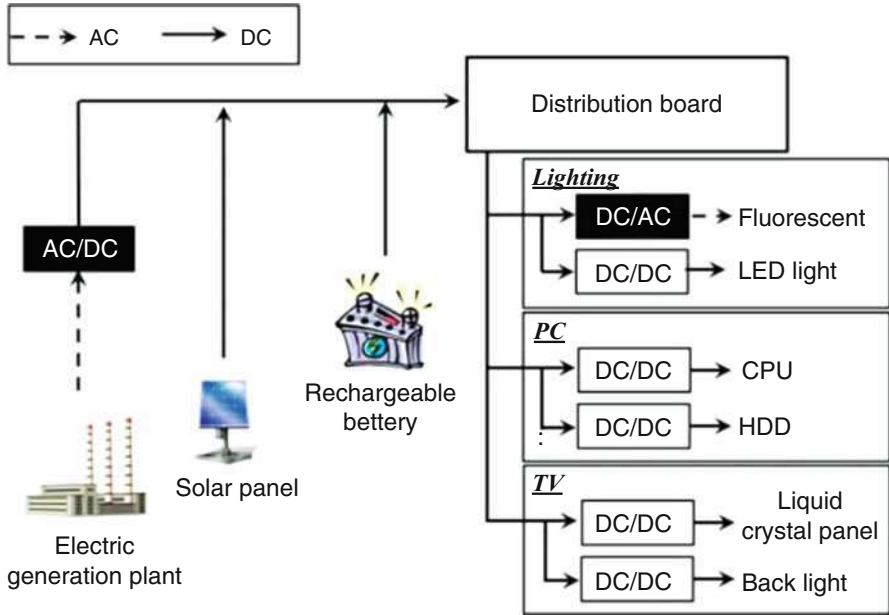 AC DC
Distribution board
Lighting
DC/AC Fluorescent
AC/DC
DC/DC LED light
PC
DC/DC CPU
Rechargeable
bettery
DC/DC HDD
:
Solar panel
TV
DC/DC Liquid
crystal panel
Electric
generation plant
DC/DC Back light